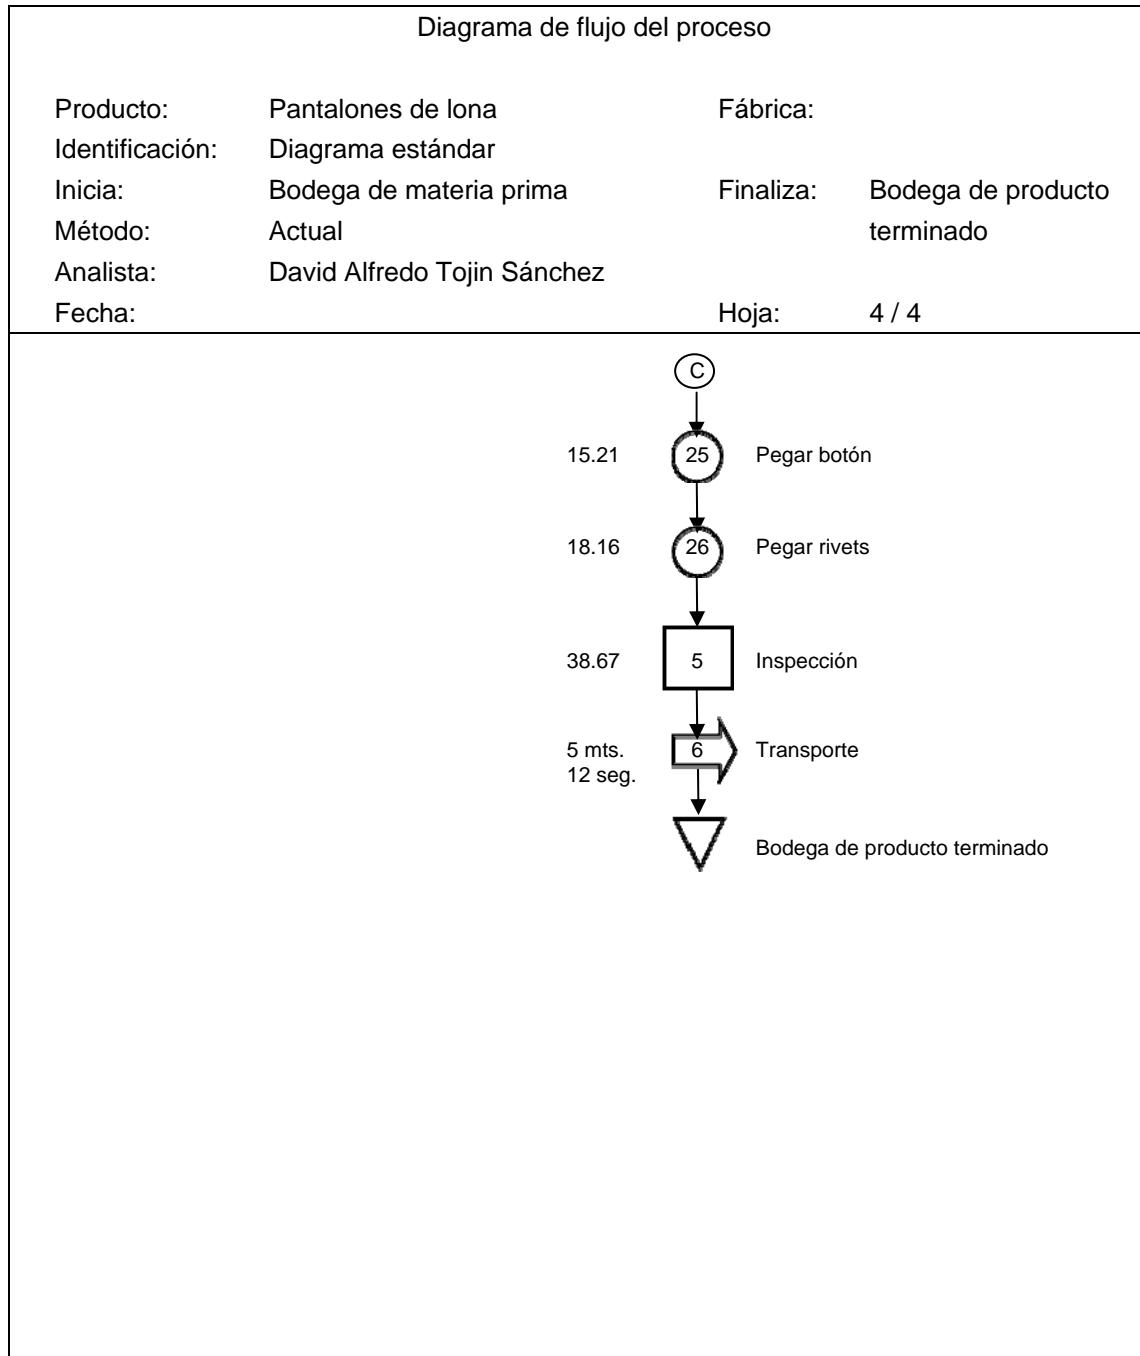 Diagrama de flujo del proceso
Producto: Pantalones de lona Fábrica:
Identificación: Diagrama estándar
Inicia: Bodega de materia prima Finaliza: Bodega de producto
Método: Actual terminado
Analista: David Alfredo Tojin Sánchez
Fecha: Hoja: 4 / 4
C
15.21 25 Pegar botón
18.16 26 Pegar rivets
38.67 5 Inspección
5 mts. 6 Transporte
12 seg.
Bodega de producto terminado